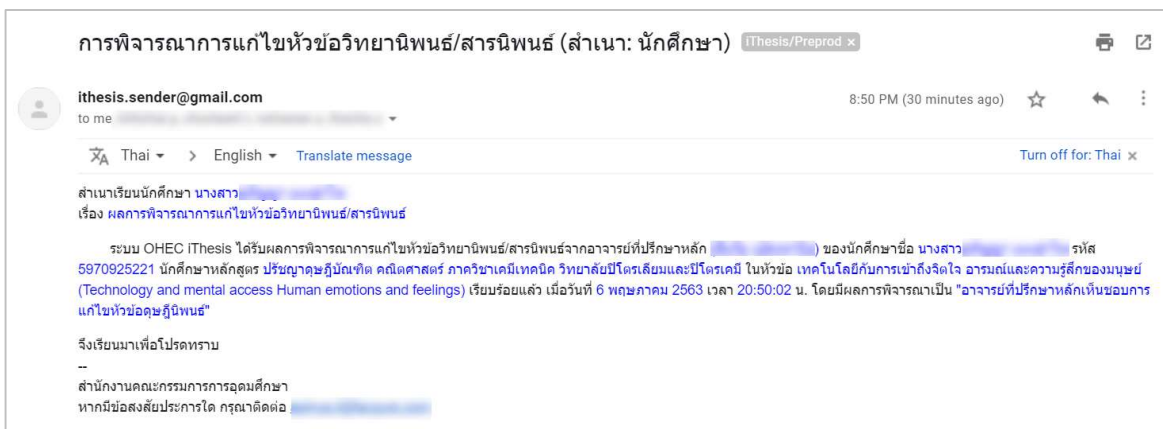 การพิจารณาการแก้ไขหัวข้อวิทยานิพนธ์/สารนิพนธ์ (สำเนา: นักศึกษา) iThesis/Preprod x
ithesis.sender@gmail.com 8:50 PM (30 minutes ago)
to me
Thai > English Translate message Turn off for: Thai x
สำเนาเรียนนักศึกษา นางสาว
เรื่อง ผลการพิจารณาการแก้ไขหัวข้อวิทยานิพนธ์/สารนิพนธ์
ระบบ OHEC iThesis ได้รับผลการพิจารณาการแก้ไขหัวข้อวิทยานิพนธ์/สารนิพนธ์จากอาจารย์ที่ปรึกษาหลัก ( ) ของนักศึกษาชื่อ นางสาว รหัส
5970925221 นักศึกษาหลักสูตร ปรัชญาดุษฎีบัณฑิต คณิตศาสตร์ ภาควิชาเคมีเทคนิค วิทยาลัยปิโตรเลียมและปิโตรเคมี ในหัวข้อ เทคโนโลยีกับการเข้าถึงจิตใจ อารมณ์และความรู้สึกของมนุษย์
(Technology and mental access Human emotions and feelings) เรียบร้อยแล้ว เมื่อวันที่ 6 พฤษภาคม 2563 เวลา 20:50:02 น. โดยมีผลการพิจารณาเป็น "อาจารย์ที่ปรึกษาหลักเห็นชอบการ
แก้ไขหัวข้อดุษฎีนิพนธ์"
จึงเรียนมาเพื่อโปรดทราบ
--
สำนักงานคณะกรรมการการอุดมศึกษา
หากมีข้อสงสัยประการใด กรุณาติดต่อ